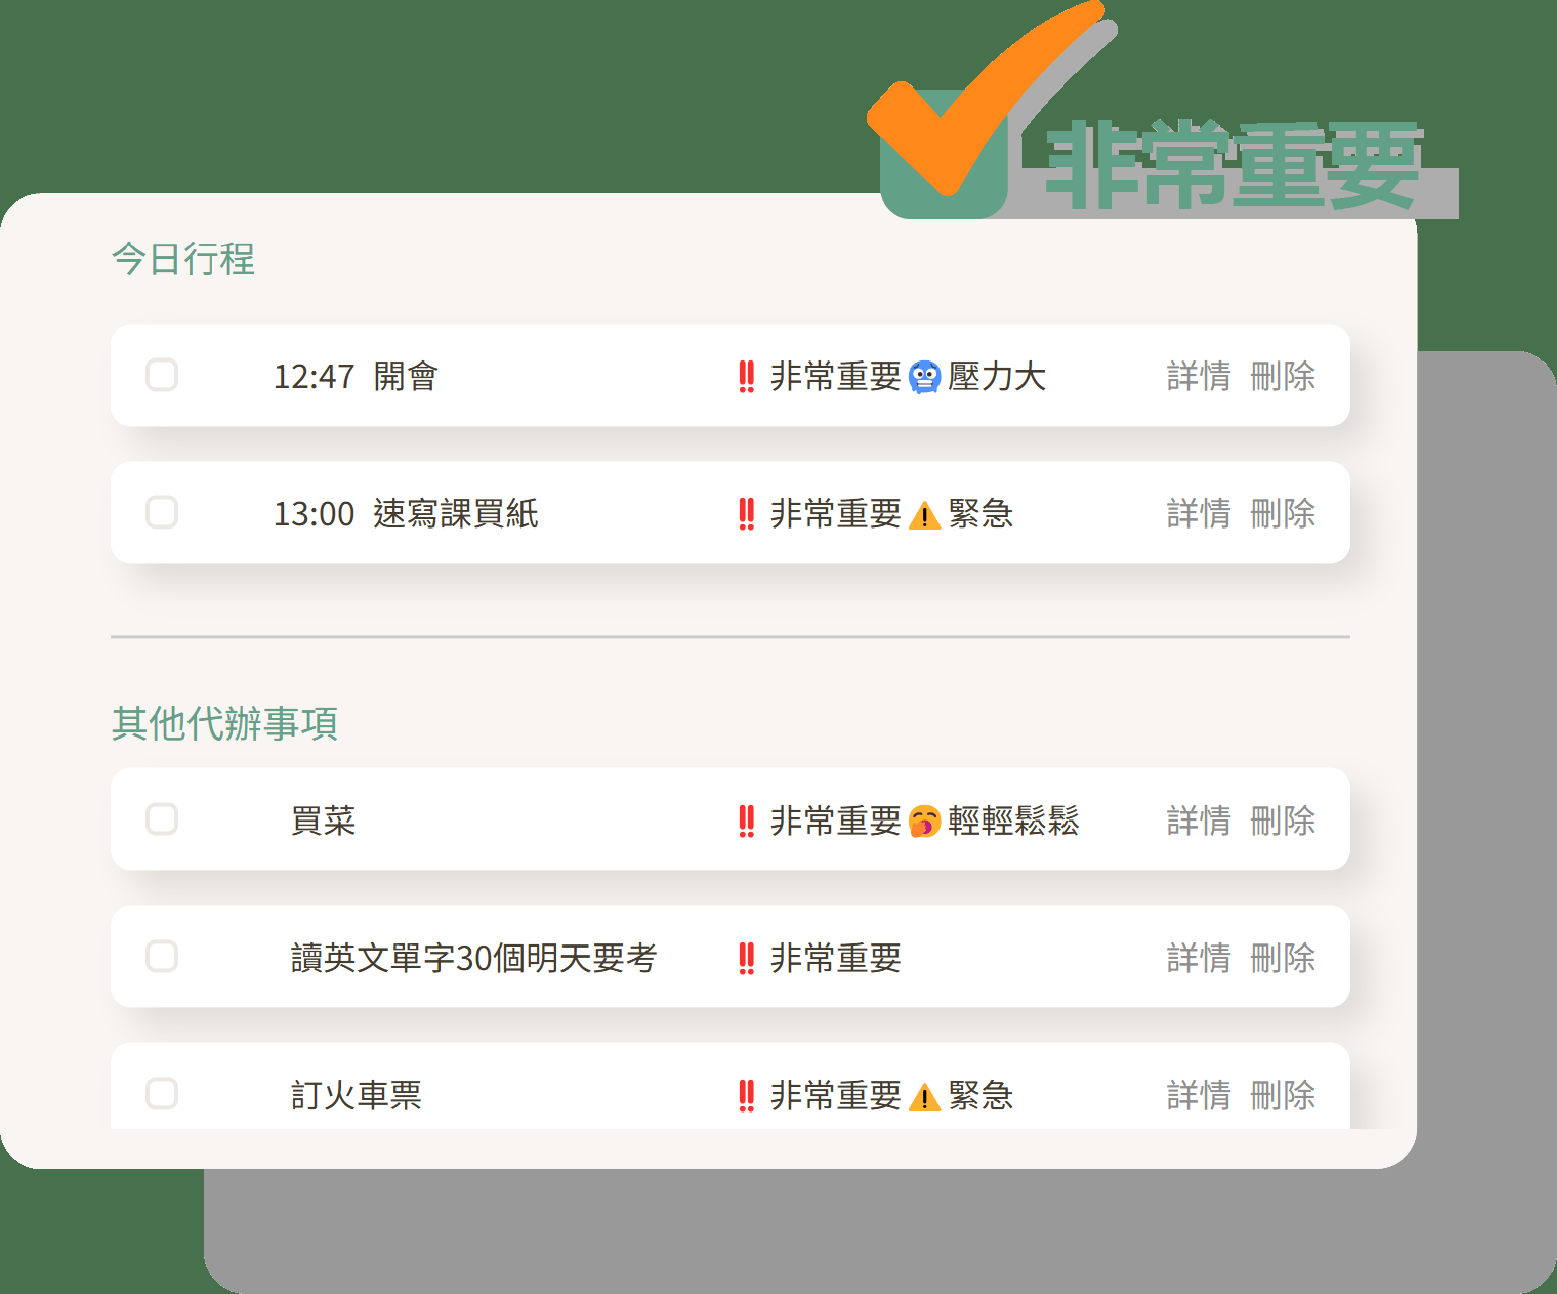 非常重要
今日行程
12:47 開會 ‼️ 非常重要 🥶 壓力大 詳情 刪除
13:00 速寫課買紙 ‼️ 非常重要 ⚠️ 緊急 詳情 刪除
其他代辦事項
買菜 ‼️ 非常重要 🥱 輕輕鬆鬆 詳情 刪除
讀英文單字30個明天要考 ‼️ 非常重要 詳情 刪除
訂火車票 ‼️ 非常重要 ⚠️ 緊急 詳情 刪除